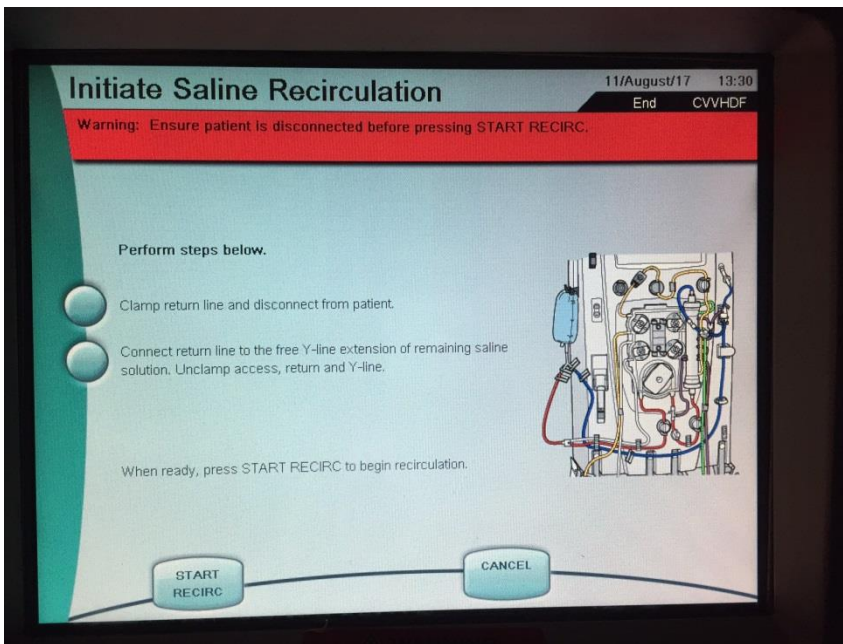 Initiate Saline Recirculation
11/August/17 13:30
End CVVHDF
Warning: Ensure patient is disconnected before pressing START RECIRC.
Perform steps below.
Clamp return line and disconnect from patient.
Connect return line to the free Y-line extension of remaining saline
solution. Unclamp access, return and Y-line.
When ready, press START RECIRC to begin recirculation.
START
RECIRC
CANCEL